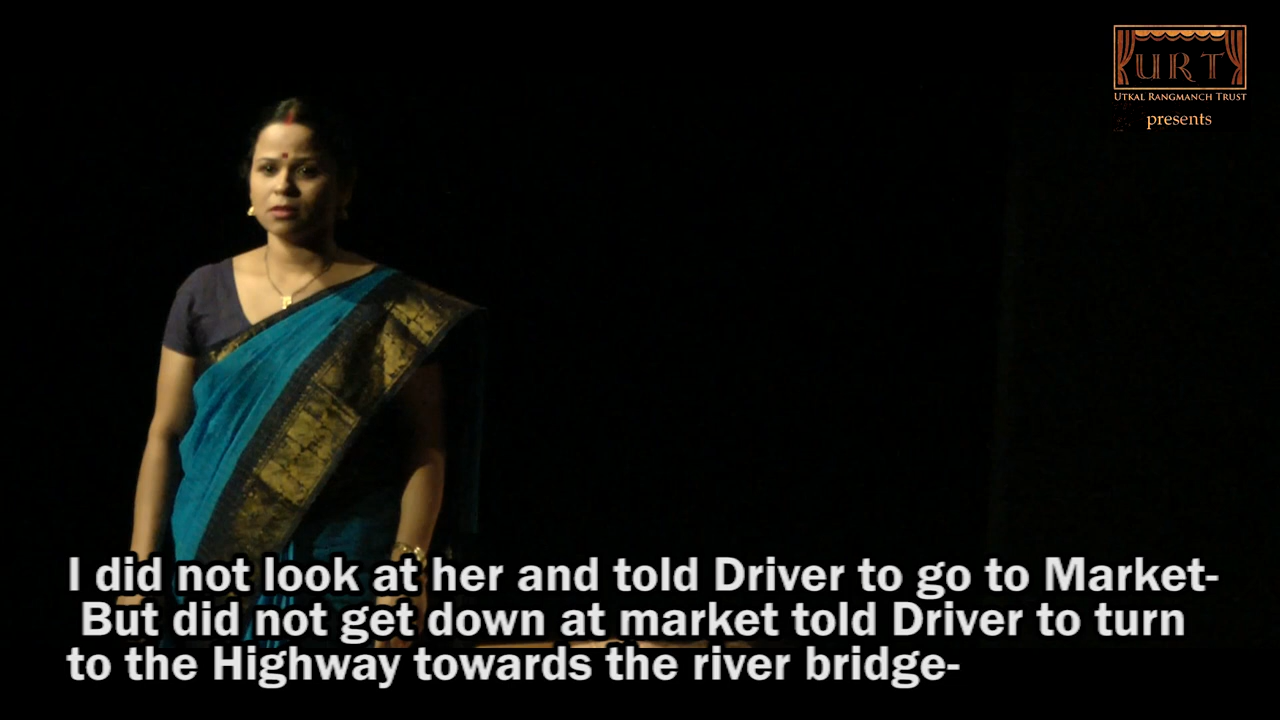 URT
UTKAL RANGMANCH TRUST
presents
I did not look at her and told Driver to go to Market-
But did not get down at market told Driver to turn
to the Highway towards the river bridge-